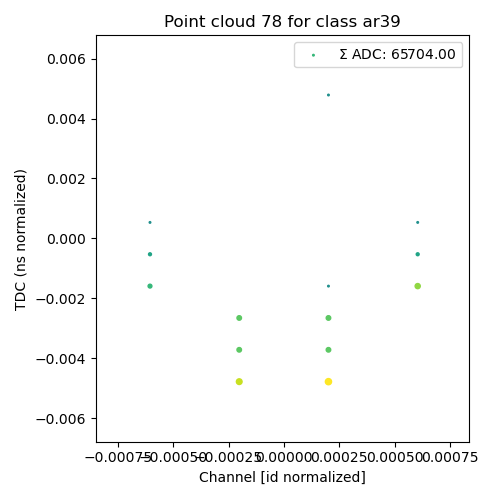 Point cloud 78 for class ar39
Σ ADC: 65704.00
0.006
0.004
0.002
0.000
−0.002
−0.004
−0.006
TDC (ns normalized)
−0.00075 −0.00050 −0.00025 0.00000 0.00025 0.00050 0.00075
Channel [id normalized]